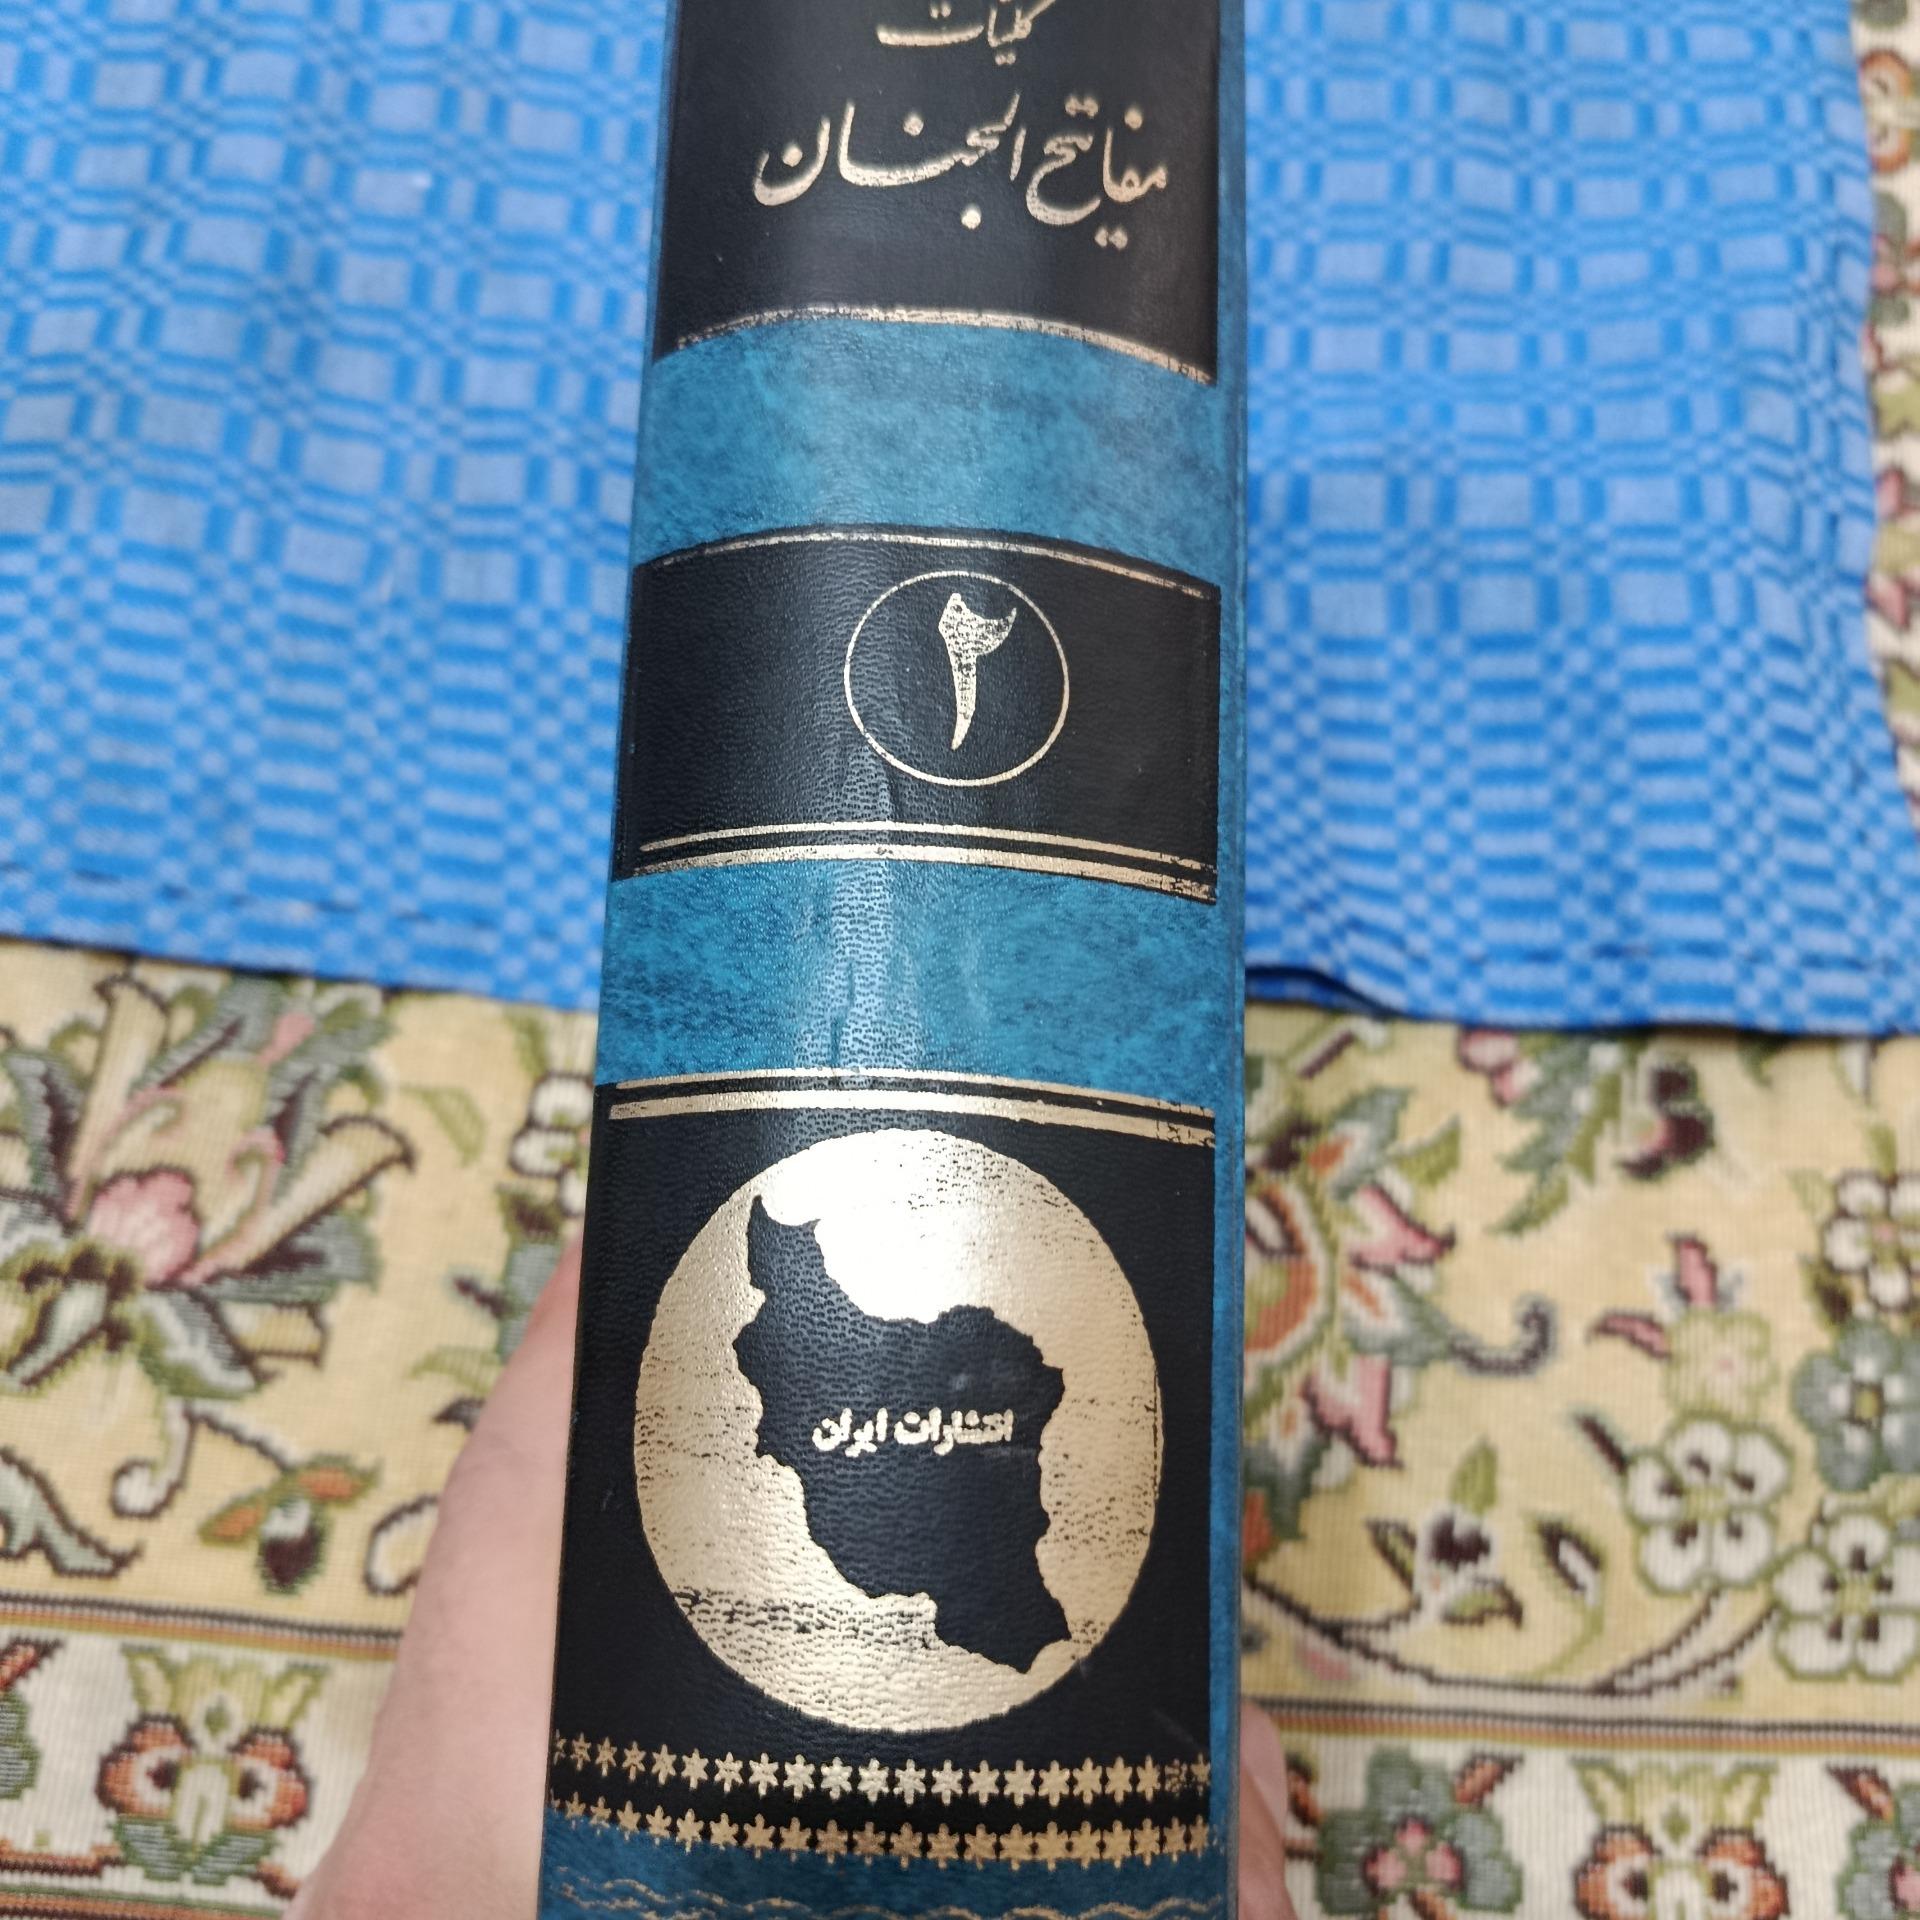 کلیات
مفاتیح الجنان
۲
انتشارات ایران